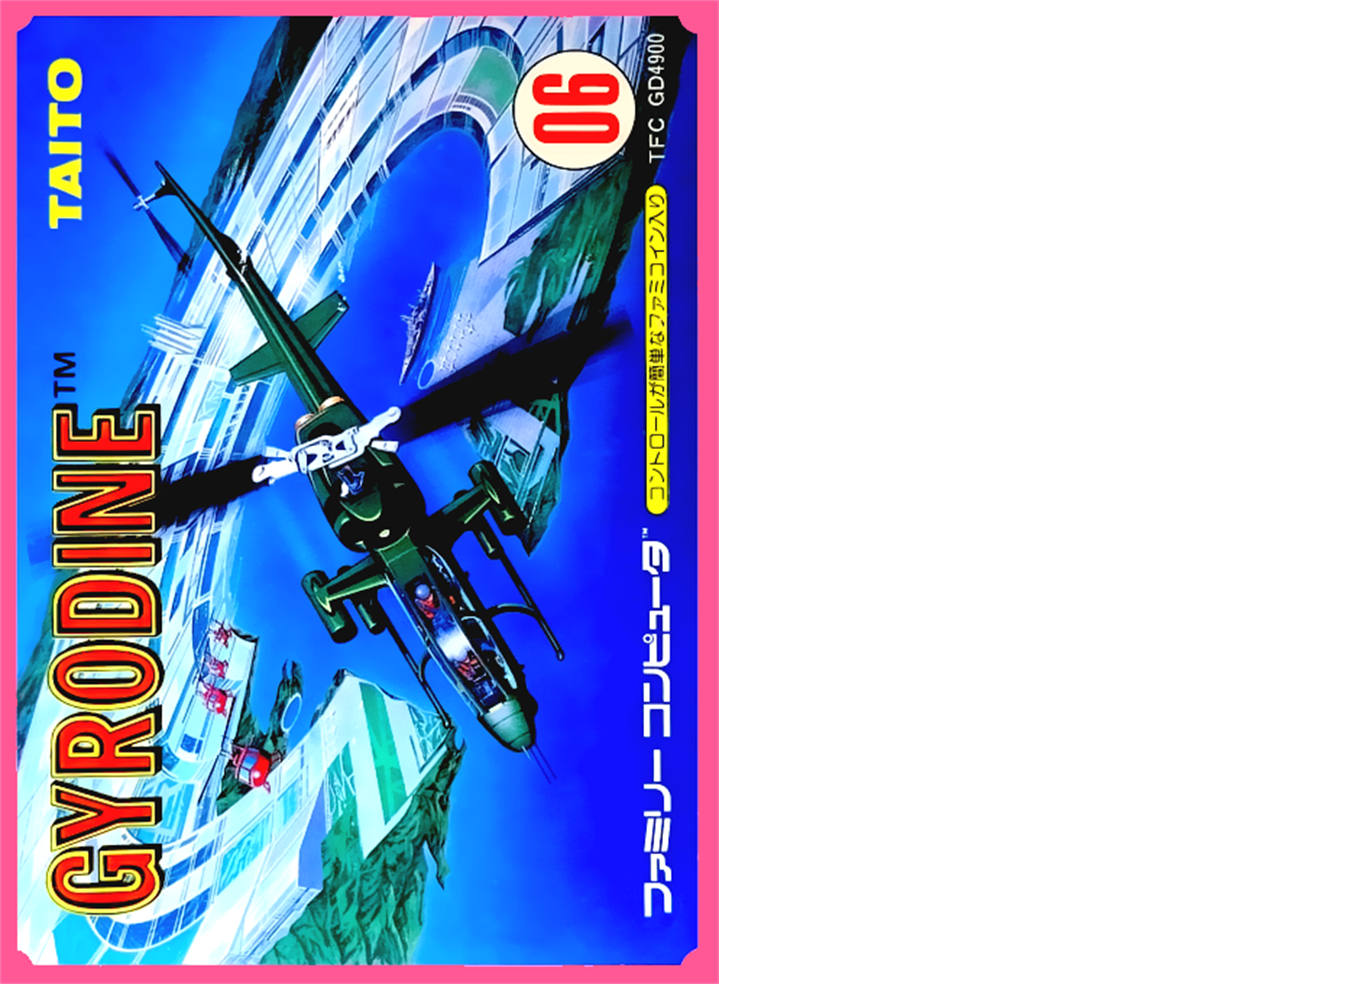 GYRODINE™
TAITO
06
コントロールが簡単なファミコイン入り
TFC GD4900
ファミリー コンピュータ™